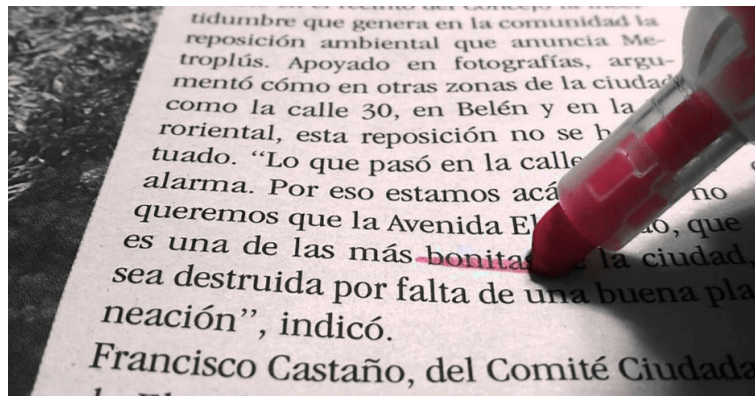 tidumbre que genera en la comunidad la
reposición ambiental que anuncia Me-
troplús. Apoyado en fotografías, argu-
mentó cómo en otras zonas de la ciudad
como la calle 30, en Belén y en la
roriental, esta reposición no se
tuado. “Lo que pasó en la calle
alarma. Por eso estamos acá no
queremos que la Avenida El que
es una de las más bonitas la ciudad,
sea destruida por falta de una buena pla
neación”, indicó.
Francisco Castaño, del Comité Ciudada